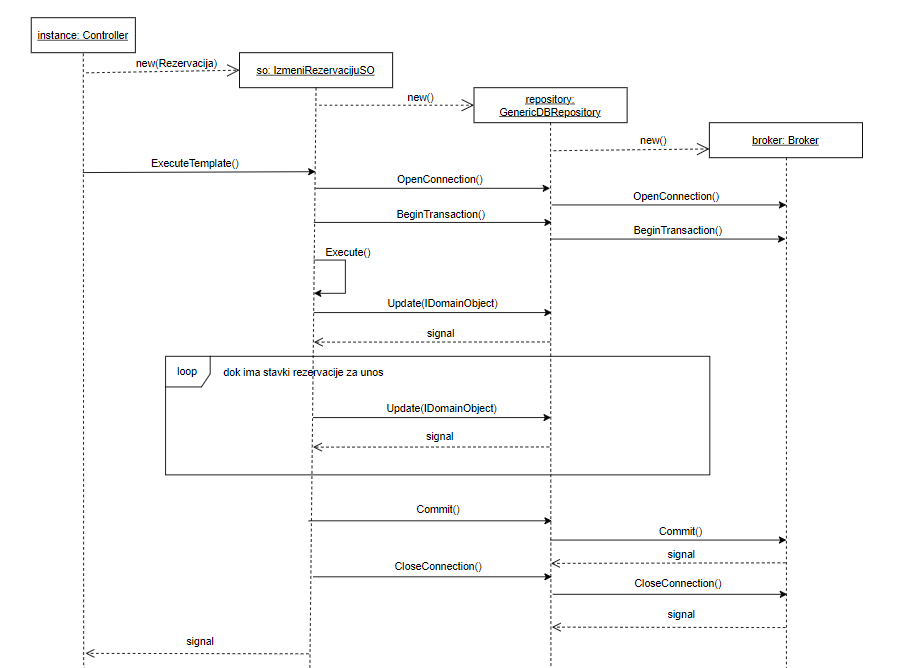 instance: Controller
new(Rezervacija)
so: IzmeniRezervacijuSO
new()
repository:
GenericDBRepository
new()
broker: Broker
ExecuteTemplate()
OpenConnection()
OpenConnection()
BeginTransaction()
BeginTransaction()
Execute()
Update(IDomainObject)
signal
loop
dok ima stavki rezervacije za unos
Update(IDomainObject)
signal
Commit()
Commit()
signal
CloseConnection()
CloseConnection()
signal
signal